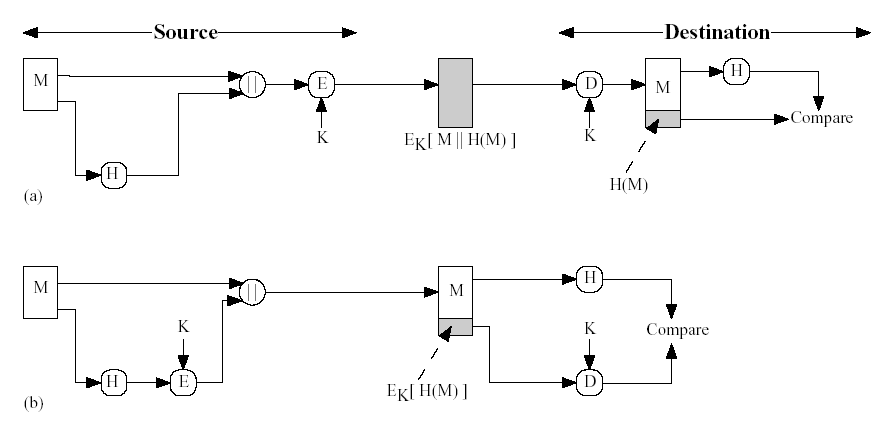 Source Destination
M || E D M H
K E_K[ M || H(M) ] K Compare
H H(M)
(a)
M || M H
K K Compare
H E D
E_K[ H(M) ]
(b)